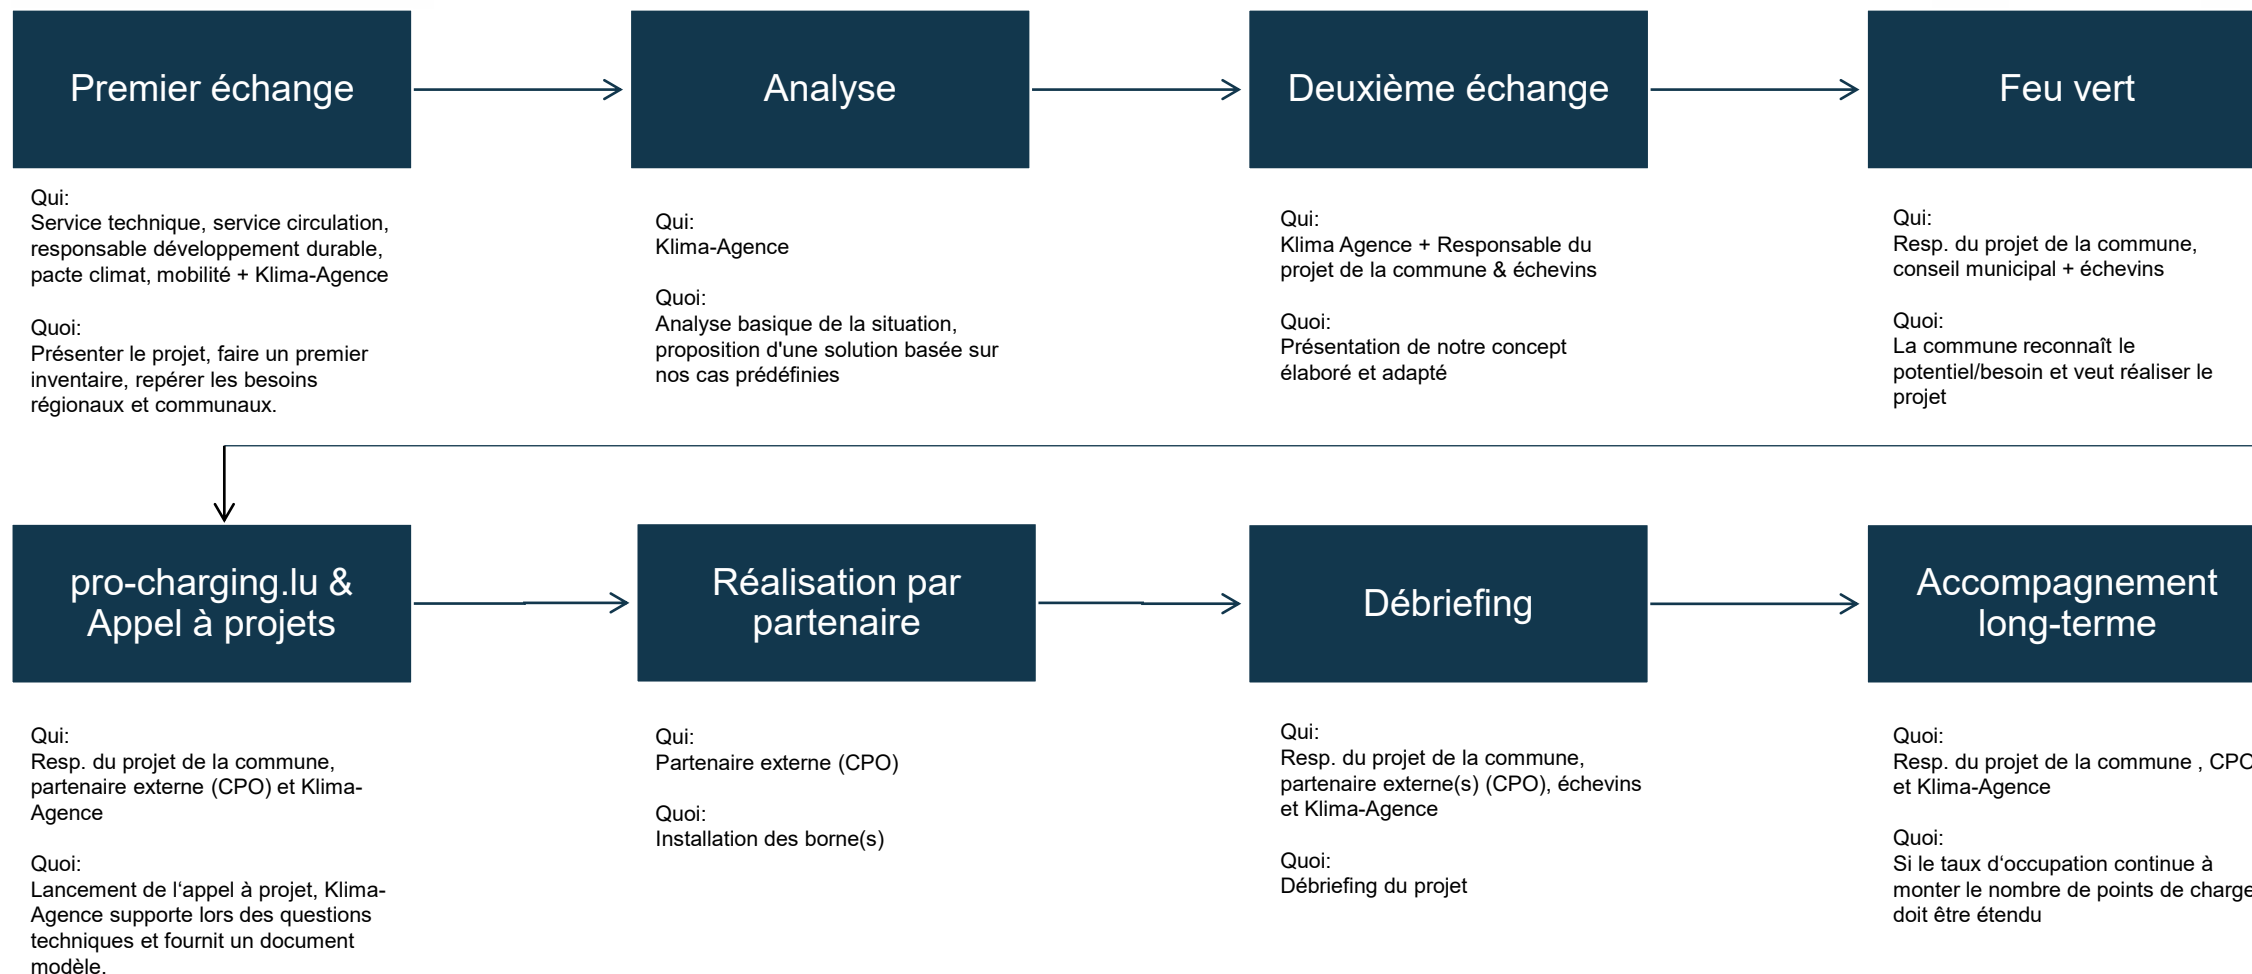 Premier échange
Analyse
Deuxième échange
Feu vert
Qui:
Service technique, service circulation,
responsable développement durable,
pacte climat, mobilité + Klima-Agence
Quoi:
Présenter le projet, faire un premier
inventaire, repérer les besoins
régionaux et communaux.
Qui:
Klima-Agence
Quoi:
Analyse basique de la situation,
proposition d'une solution basée sur
nos cas prédéfinies
Qui:
Klima Agence + Responsable du
projet de la commune & échevins
Quoi:
Présentation de notre concept
élaboré et adapté
Qui:
Resp. du projet de la commune,
conseil municipal + échevins
Quoi:
La commune reconnaît le
potentiel/besoin et veut réaliser le
projet
pro-charging.lu &
Appel à projets
Réalisation par
partenaire
Débriefing
Accompagnement
long-terme
Qui:
Resp. du projet de la commune,
partenaire externe (CPO) et Klima-
Agence
Quoi:
Lancement de l‘appel à projet, Klima-
Agence supporte lors des questions
techniques et fournit un document
modèle.
Qui:
Partenaire externe (CPO)
Quoi:
Installation des borne(s)
Qui:
Resp. du projet de la commune,
partenaire externe(s) (CPO), échevins
et Klima-Agence
Quoi:
Débriefing du projet
Quoi:
Resp. du projet de la commune , CPO
et Klima-Agence
Quoi:
Si le taux d‘occupation continue à
monter le nombre de points de charge
doit être étendu